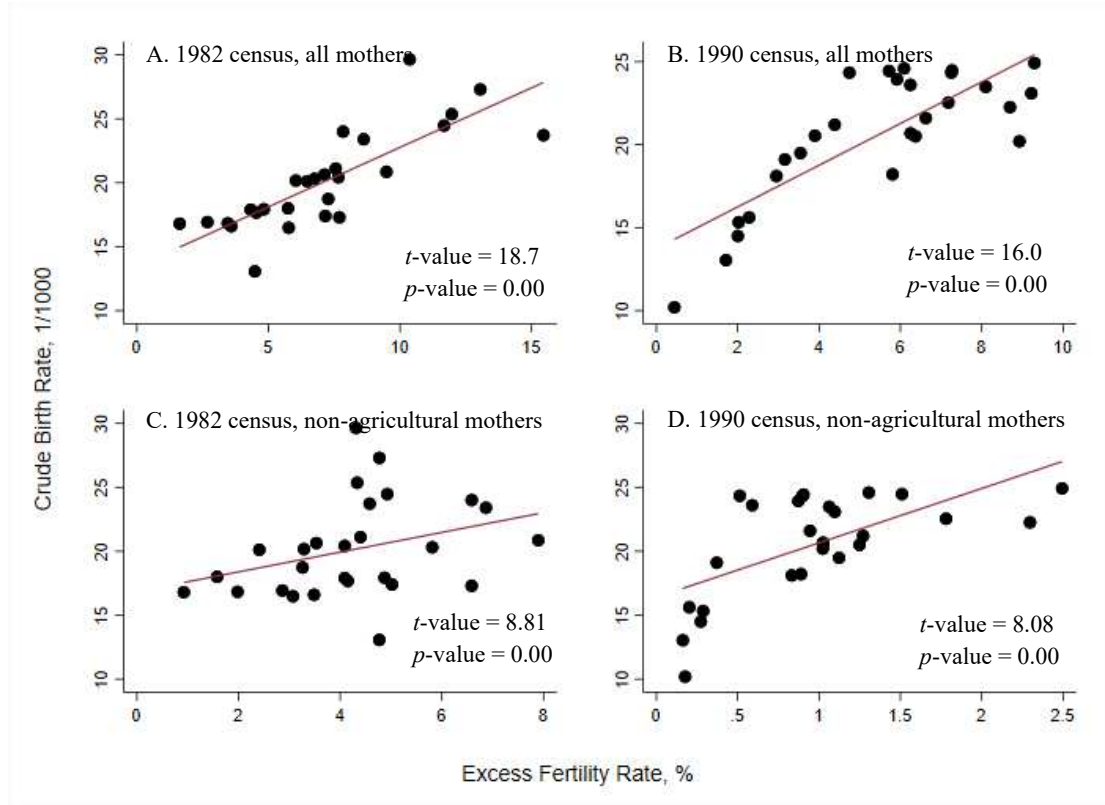 A. 1982 census, all mothers
30
25
20
15
10
t-value = 18.7
p-value = 0.00
0 5 10 15
B. 1990 census, all mothers
25
20
15
10
t-value = 16.0
p-value = 0.00
0 2 4 6 8 10
Crude Birth Rate, 1/1000
C. 1982 census, non-agricultural mothers
30
25
20
15
10
t-value = 8.81
p-value = 0.00
0 2 4 6 8
D. 1990 census, non-agricultural mothers
30
25
20
15
10
t-value = 8.08
p-value = 0.00
0 .5 1 1.5 2 2.5
Excess Fertility Rate, %